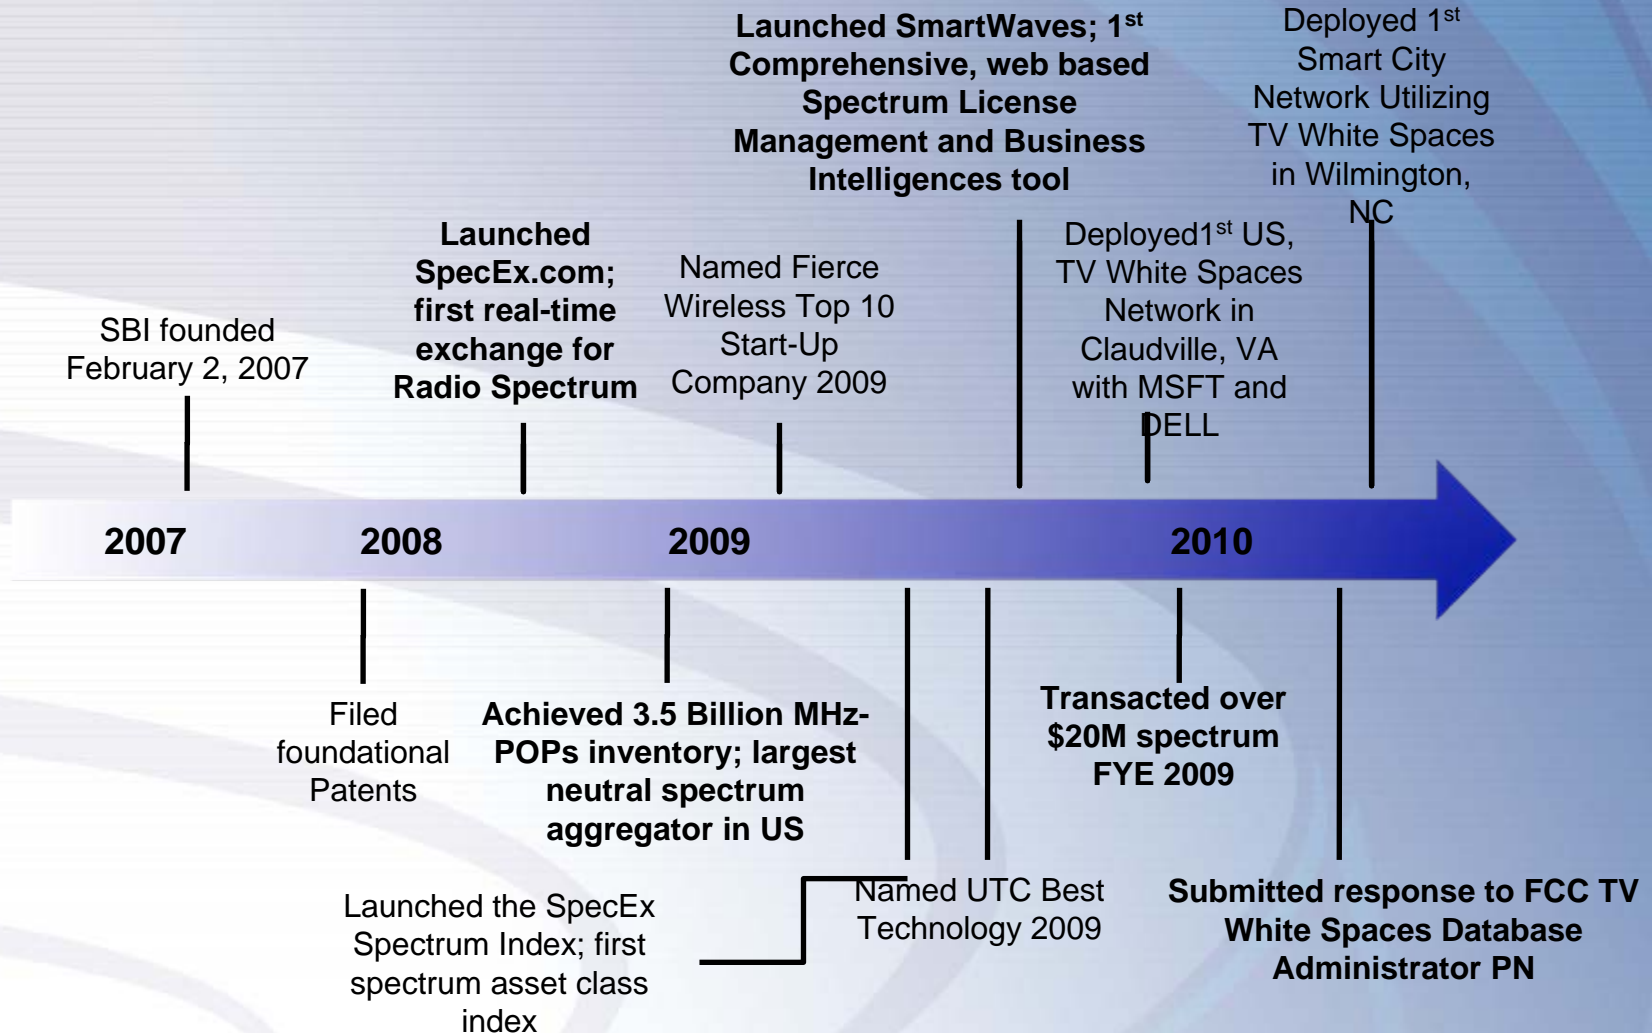 Launched SmartWaves; 1st
Comprehensive, web based
Spectrum License
Management and Business
Intelligences tool
Deployed 1st
Smart City
Network Utilizing
TV White Spaces
in Wilmington,
NC
SBI founded
February 2, 2007
Launched
SpecEx.com;
first real-time
exchange for
Radio Spectrum
Named Fierce
Wireless Top 10
Start-Up
Company 2009
Deployed1st US,
TV White Spaces
Network in
Claudville, VA
with MSFT and
DELL
2007
2008
2009
2010
Filed
foundational
Patents
Achieved 3.5 Billion MHz-
POPs inventory; largest
neutral spectrum
aggregator in US
Transacted over
$20M spectrum
FYE 2009
Launched the SpecEx
Spectrum Index; first
spectrum asset class
index
Named UTC Best
Technology 2009
Submitted response to FCC TV
White Spaces Database
Administrator PN